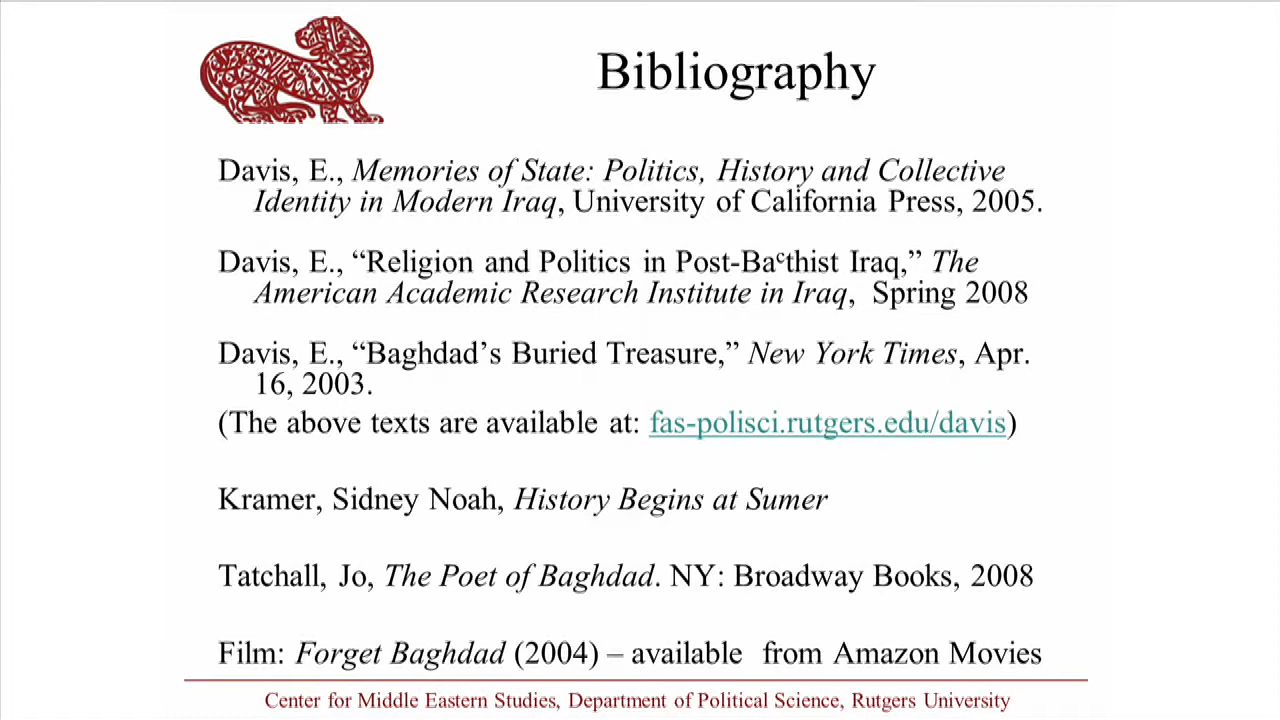 Bibliography
Davis, E., Memories of State: Politics, History and Collective
Identity in Modern Iraq, University of California Press, 2005.
Davis, E., “Religion and Politics in Post-Baᶜthist Iraq,” The
American Academic Research Institute in Iraq, Spring 2008
Davis, E., “Baghdad’s Buried Treasure,” New York Times, Apr.
16, 2003.
(The above texts are available at: fas-polisci.rutgers.edu/davis)
Kramer, Sidney Noah, History Begins at Sumer
Tatchall, Jo, The Poet of Baghdad. NY: Broadway Books, 2008
Film: Forget Baghdad (2004) – available from Amazon Movies
Center for Middle Eastern Studies, Department of Political Science, Rutgers University